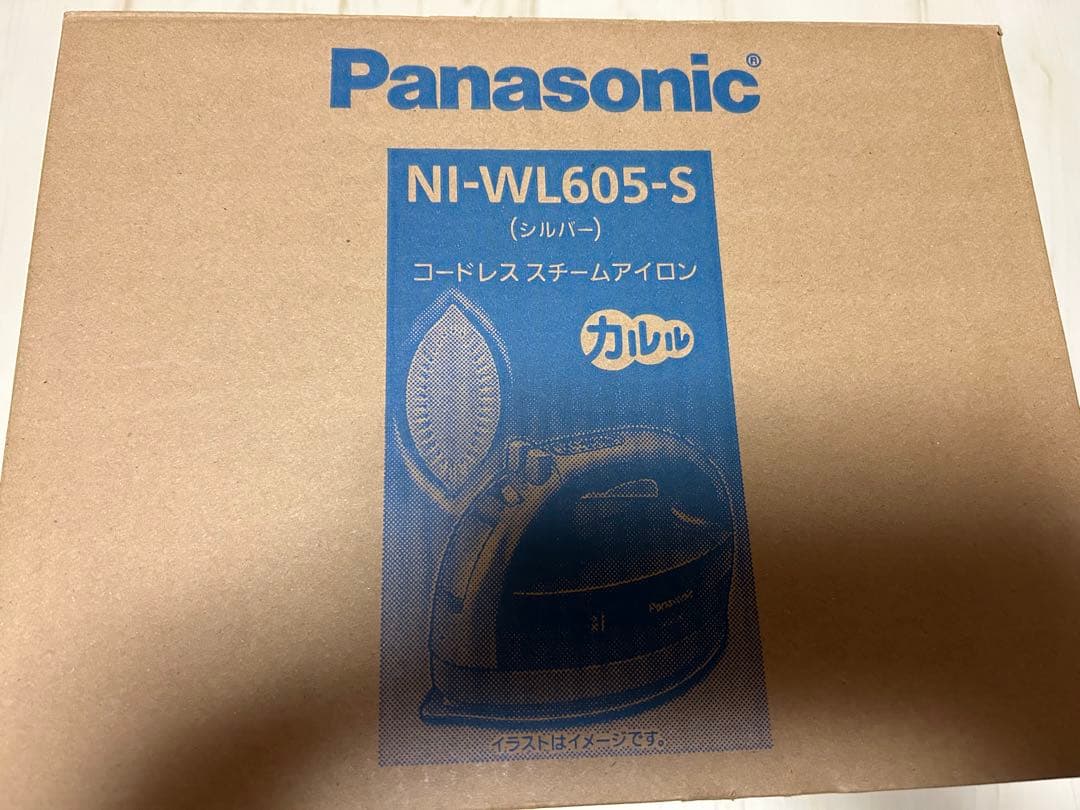 Panasonic®
NI-WL605-S
(シルバー)
コードレス スチームアイロン
カルル
Panasonic
イラストはイメージです。